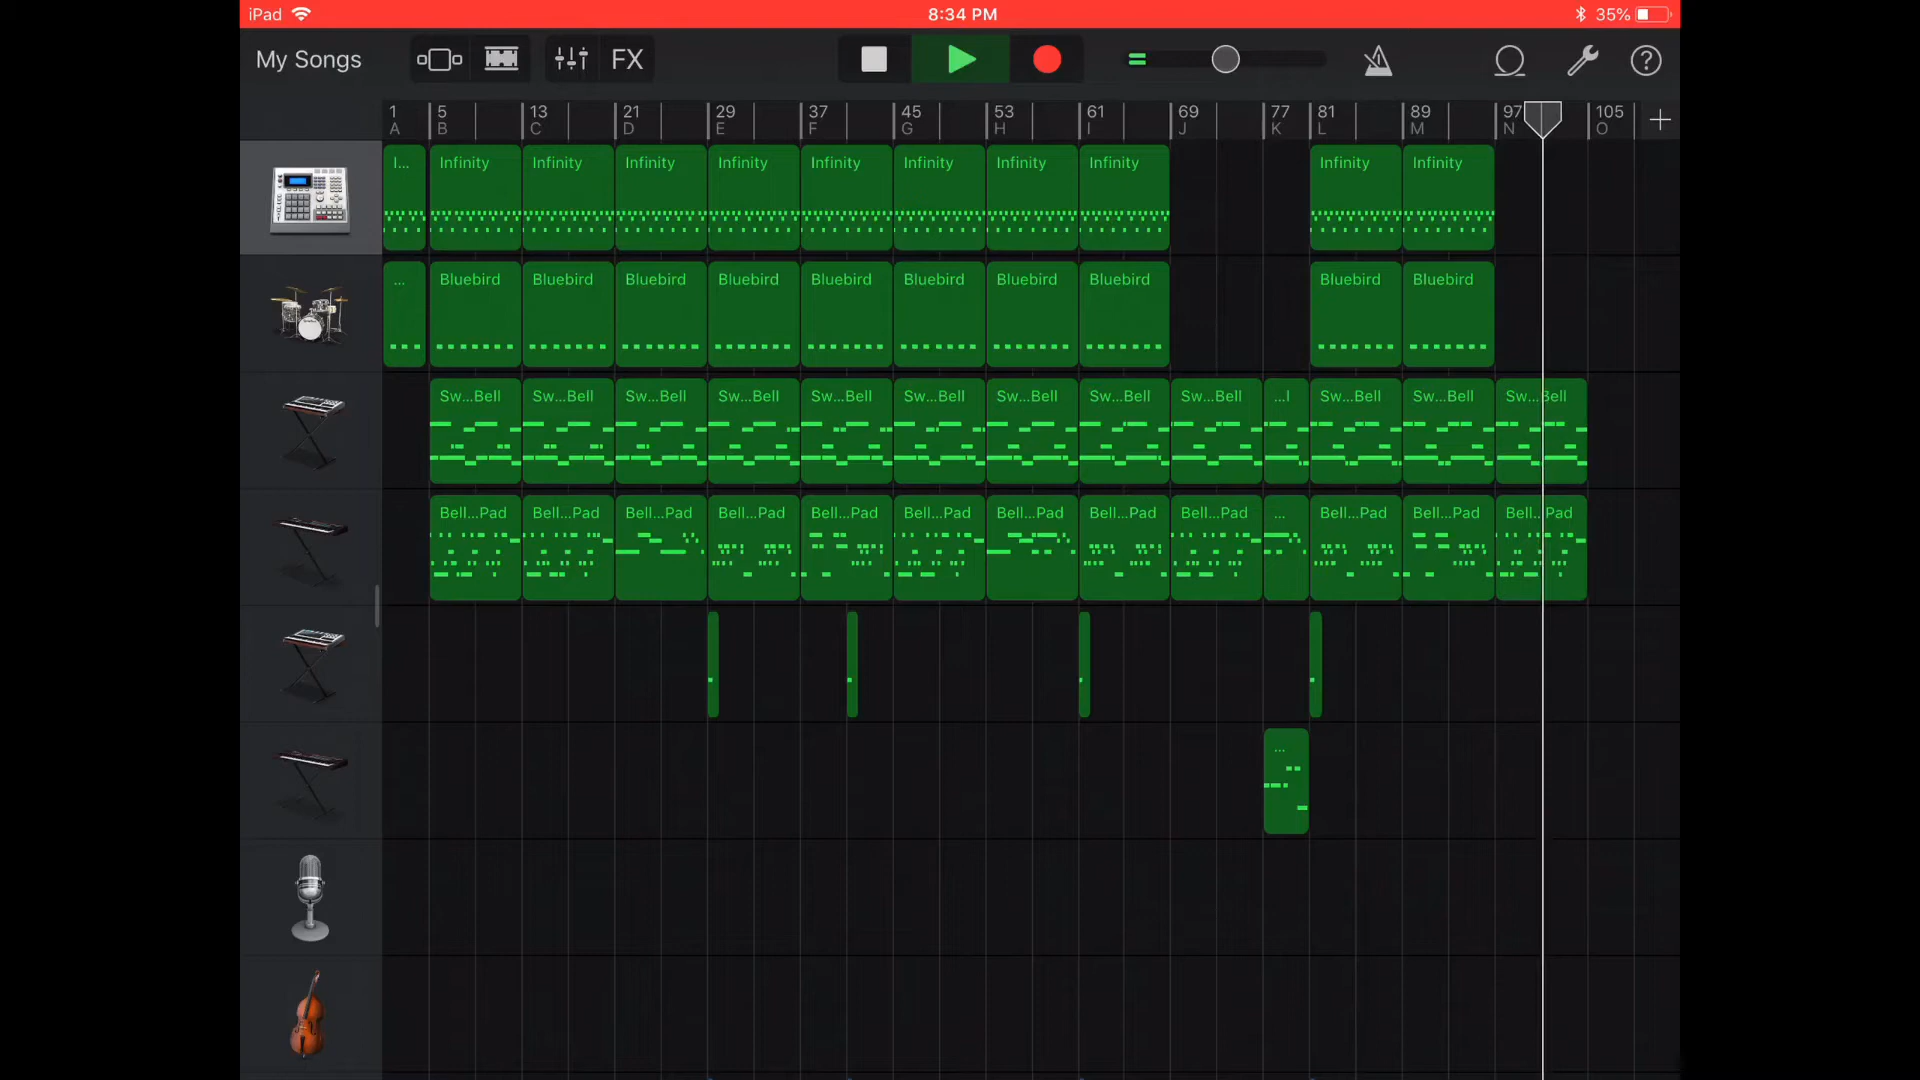 iPad 8:34 PM 35%
My Songs FX
1 5 13 21 29 37 45 53 61 69 77 81 89 97 105
A B C D E F G H I J K L M N O
I... Infinity Infinity Infinity Infinity Infinity Infinity Infinity Infinity Infinity Infinity
... Bluebird Bluebird Bluebird Bluebird Bluebird Bluebird Bluebird Bluebird Bluebird Bluebird
Sw...Bell Sw...Bell Sw...Bell Sw...Bell Sw...Bell Sw...Bell Sw...Bell Sw...Bell Sw...Bell ...l Sw...Bell Sw...Bell Sw...Bell
Bell...Pad Bell...Pad Bell...Pad Bell...Pad Bell...Pad Bell...Pad Bell...Pad Bell...Pad Bell...Pad ... Bell...Pad Bell...Pad Bell...Pad
...